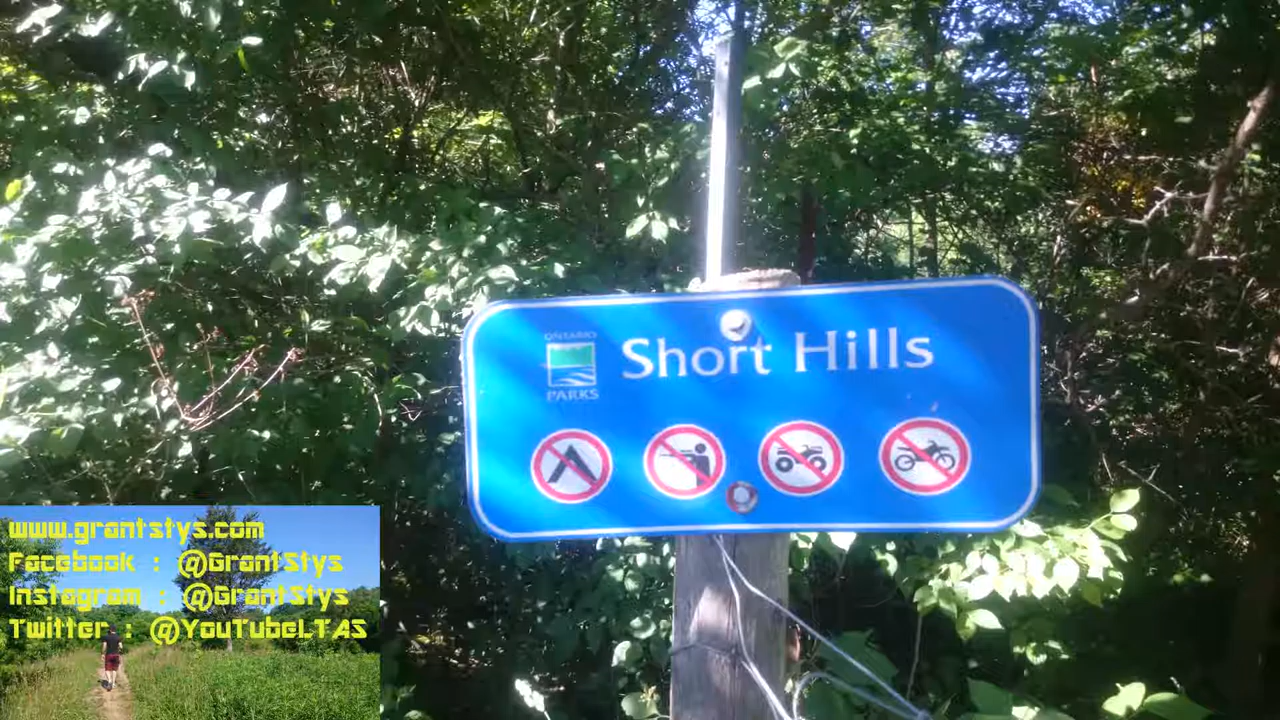 ONTARIO
PARKS
Short Hills
www.grantstys.com
Facebook : @GrantStys
Instagram : @GrantStys
Twitter : @YouTubeLTAS